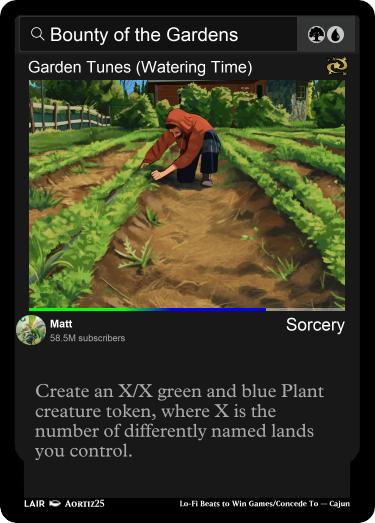 Bounty of the Gardens
Garden Tunes (Watering Time)
Matt
58.5M subscribers
Sorcery
Create an X/X green and blue Plant
creature token, where X is the
number of differently named lands
you control.
LAIR Aortiz25
Lo-Fi Beats to Win Games/Concede To — Cajun